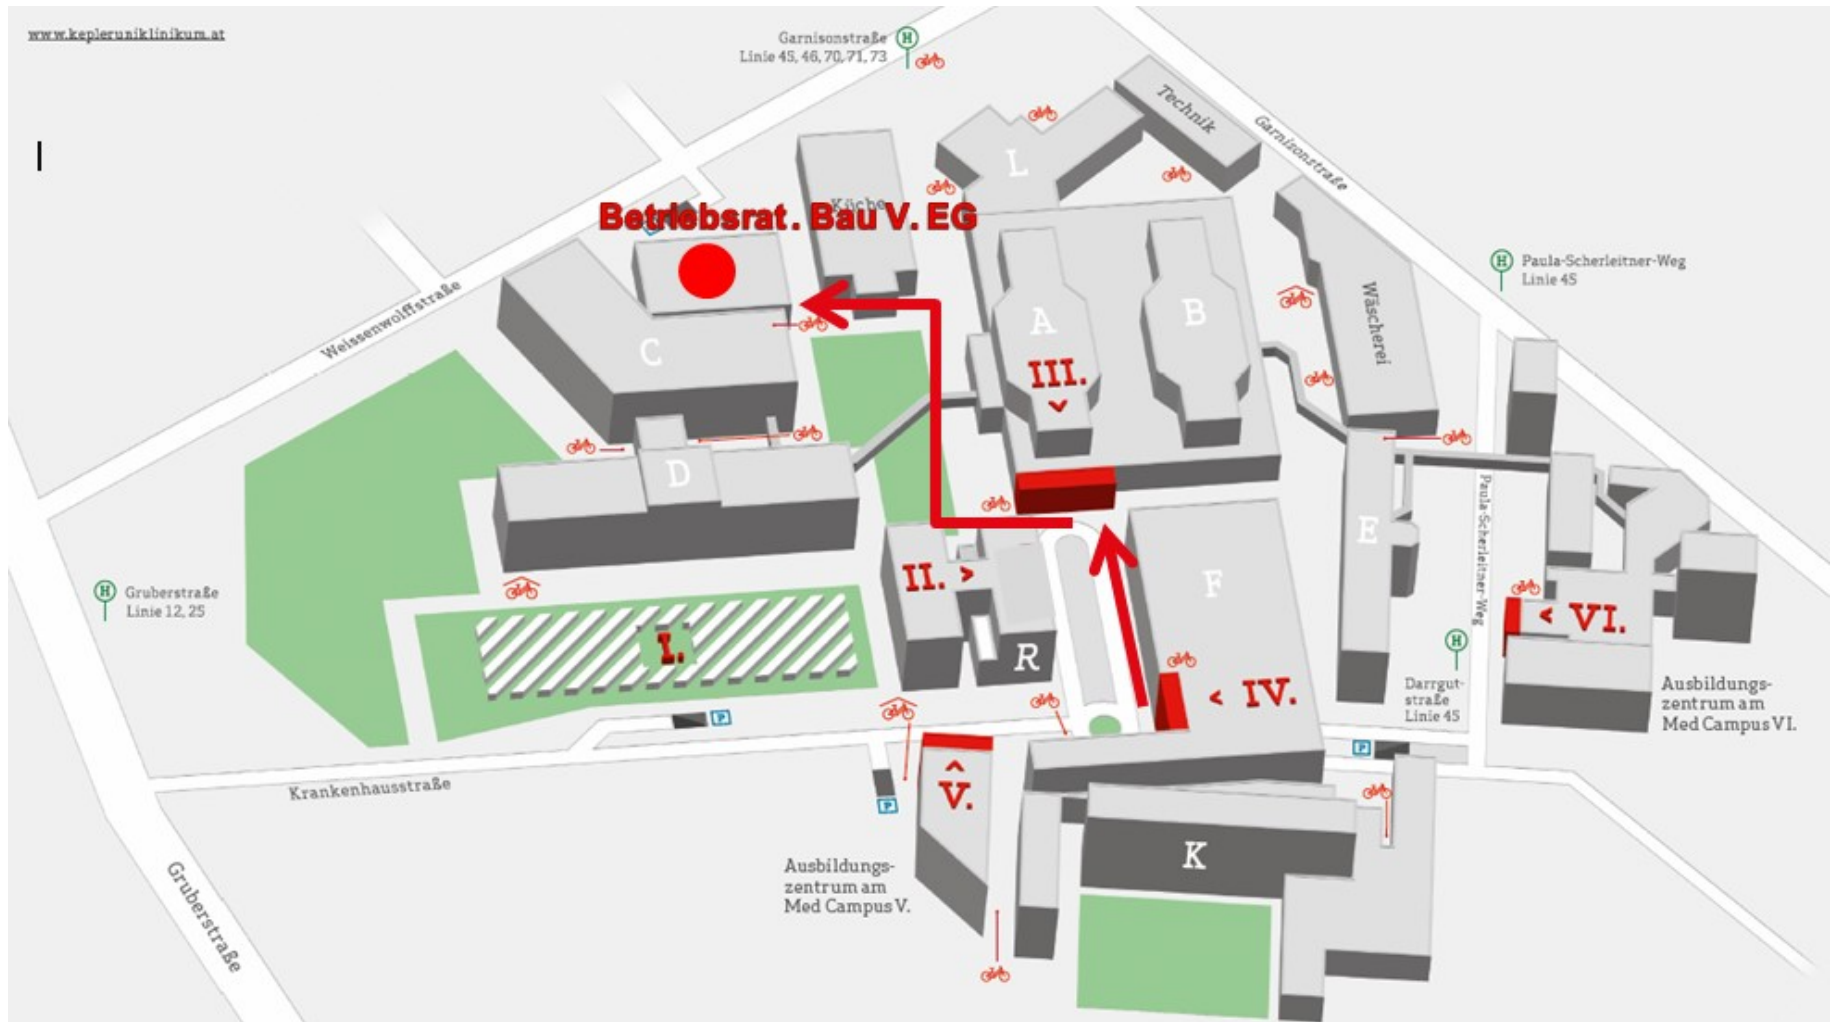 www.kepleruniklinikum.at
Garnisonstraße
Linie 45, 46, 70, 71, 73
H
Technik
Garnisonstraße
L
Küche
Betriebsrat. Bau V. EG
H
Paula-Scherleitner-Weg
Linie 45
Weissenwolffstraße
C
A
B
Wäscherei
III.
D
E
Paula-Scherleitner-Weg
H
Gruberstraße
Linie 12, 25
II. >
F
< VI.
I.
R
H
Darrgut-
straße
Linie 45
< IV.
Ausbildungs-
zentrum am
Med Campus VI.
P
P
Krankenhausstraße
V.
P
K
Ausbildungs-
zentrum am
Med Campus V.
Gruberstraße